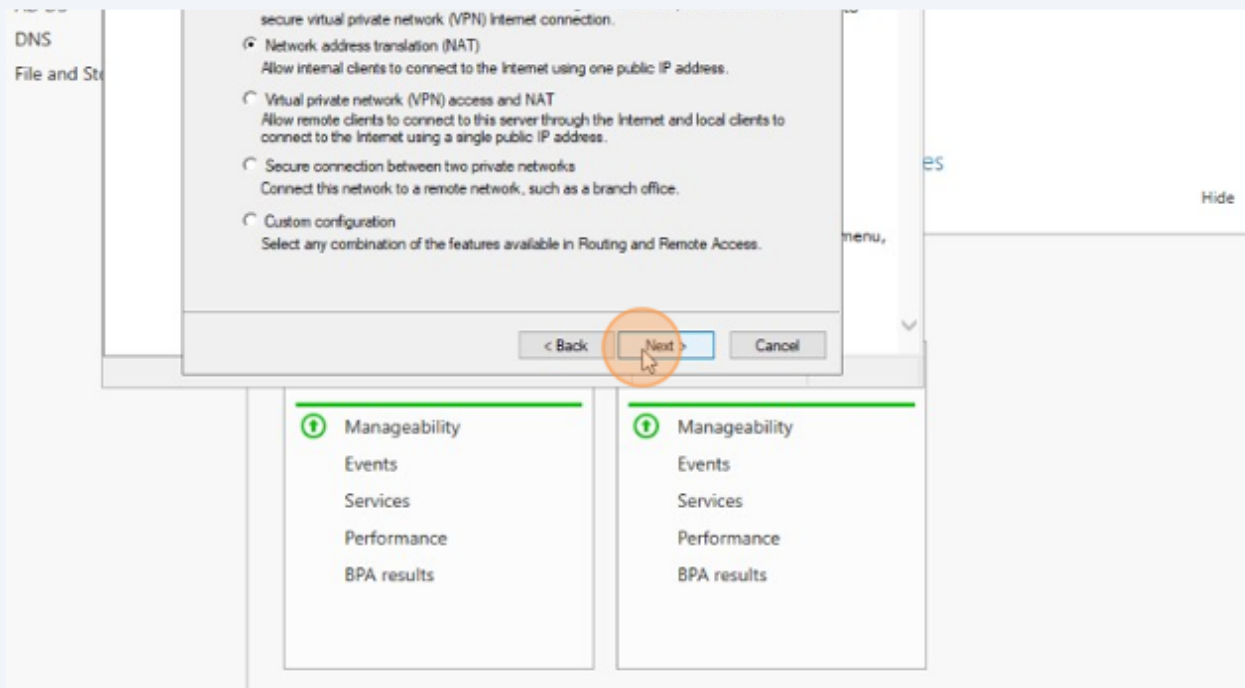 secure virtual private network (VPN) Internet connection.
DNS
Network address translation (NAT)
Allow internal clients to connect to the Internet using one public IP address.
File and Sto
Virtual private network (VPN) access and NAT
Allow remote clients to connect to this server through the Internet and local clients to
connect to the Internet using a single public IP address.
Secure connection between two private networks
es
Connect this network to a remote network, such as a branch office.
Hide
Custom configuration
Select any combination of the features available in Routing and Remote Access.
menu,
< Back
Next >
Cancel
Manageability
Events
Services
Performance
BPA results
Manageability
Events
Services
Performance
BPA results